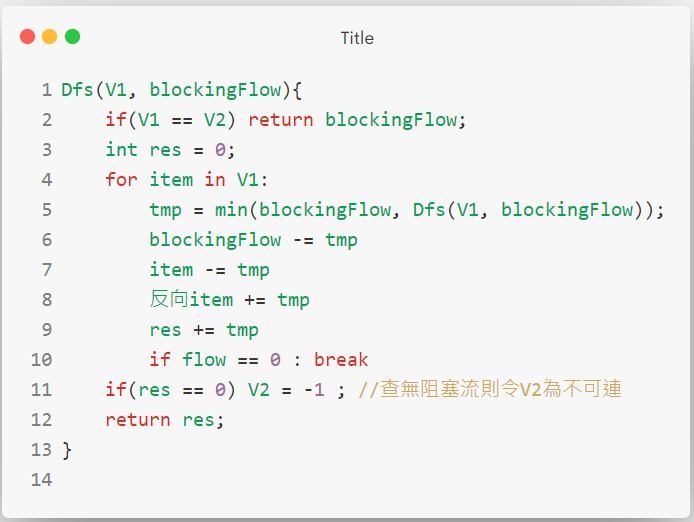 Title
1 Dfs(V1, blockingFlow){
2 if(V1 == V2) return blockingFlow;
3 int res = 0;
4 for item in V1:
5 tmp = min(blockingFlow, Dfs(V1, blockingFlow));
6 blockingFlow -= tmp
7 item -= tmp
8 反向item += tmp
9 res += tmp
10 if flow == 0 : break
11 if(res == 0) V2 = -1 ; //查無阻塞流則令V2為不可連
12 return res;
13 }
14